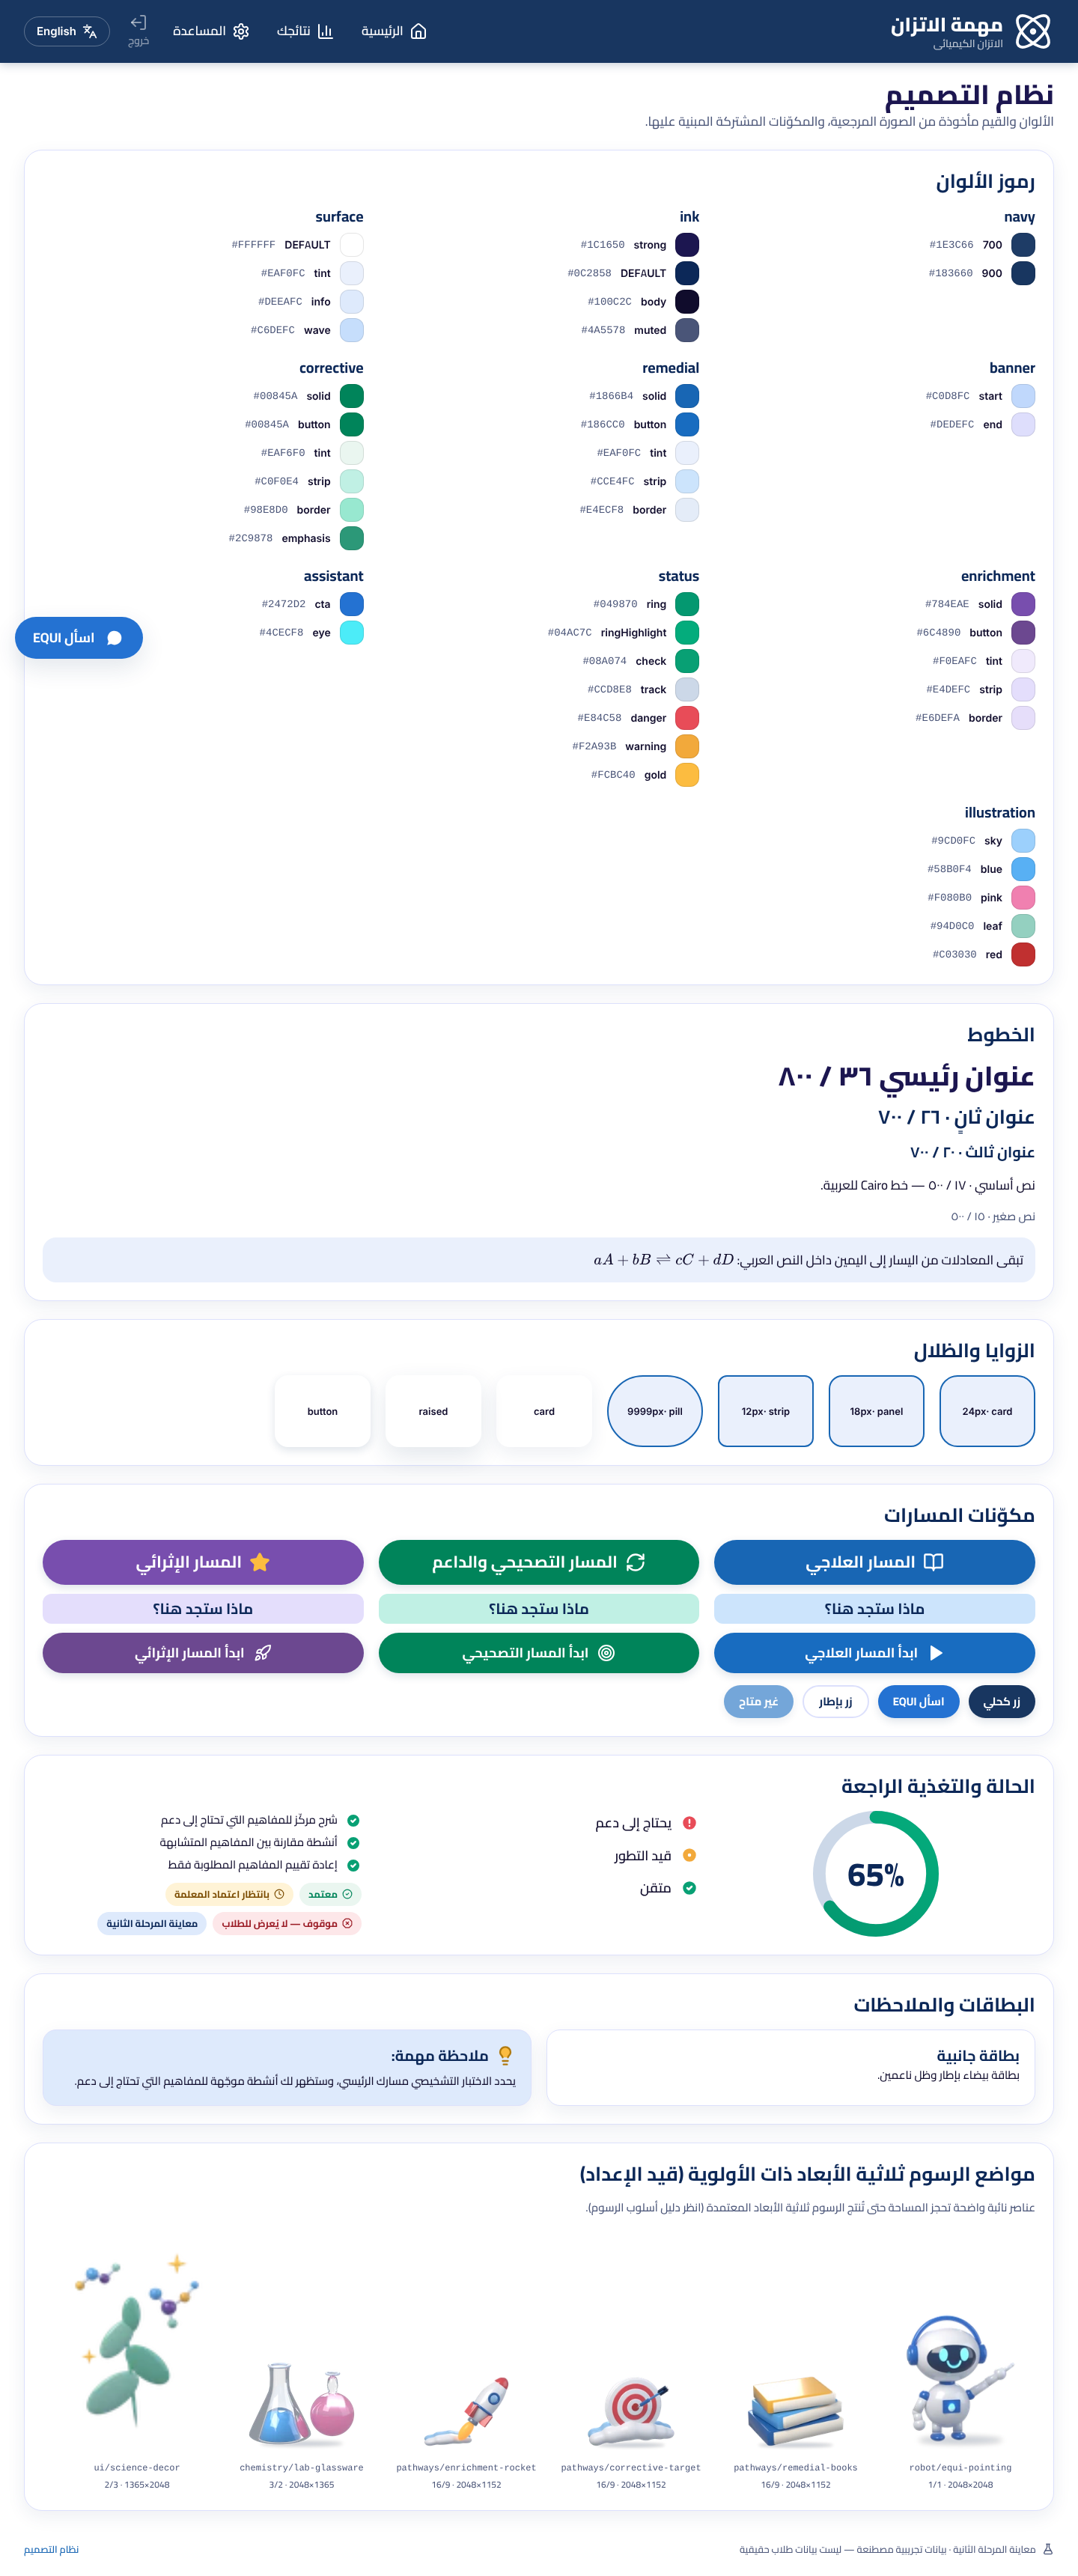 مهمة الاتزان
الاتزان الكيميائي
الرئيسية
نتائجك
المساعدة
خروج
English
نظام التصميم
الألوان والقيم مأخوذة من الصورة المرجعية، والمكوّنات المشتركة المبنية عليها.
رموز الألوان
navy
700 #1E3C66
900 #183660
ink
strong #1C1650
DEFAULT #0C2858
body #100C2C
muted #4A5578
surface
DEFAULT #FFFFFF
tint #EAF0FC
info #DEEAFC
wave #C6DEFC
banner
start #C0D8FC
end #DEDEFC
remedial
solid #1866B4
button #186CC0
tint #EAF0FC
strip #CCE4FC
border #E4ECF8
corrective
solid #00845A
button #00845A
tint #EAF6F0
strip #C0F0E4
border #98E8D0
emphasis #2C9878
enrichment
solid #784EAE
button #6C4890
tint #F0EAFC
strip #E4DEFC
border #E6DEFA
status
ring #049870
ringHighlight #04AC7C
check #08A074
track #CCD8E8
danger #E84C58
warning #F2A93B
gold #FCBC40
assistant
cta #2472D2
eye #4CECF8
اسأل EQUI
illustration
sky #9CD0FC
blue #58B0F4
pink #F080B0
leaf #94D0C0
red #C03030
الخطوط
عنوان رئيسي ٣٦ / ٨٠٠
عنوان ثانٍ · ٢٦ / ٧٠٠
عنوان ثالث · ٢٠ / ٧٠٠
نص أساسي · ١٧ / ٥٠٠ — خط Cairo للعربية.
نص صغير · ١٥ / ٥٠٠
تبقى المعادلات من اليسار إلى اليمين داخل النص العربي: aA + bB ⇌ cC + dD
الزوايا والظلال
24px· card
18px· panel
12px· strip
9999px· pill
card
raised
button
مكوّنات المسارات
المسار العلاجي
المسار التصحيحي والداعم
المسار الإثرائي
ماذا ستجد هنا؟
ماذا ستجد هنا؟
ماذا ستجد هنا؟
ابدأ المسار العلاجي
ابدأ المسار التصحيحي
ابدأ المسار الإثرائي
زر كحلي
اسأل EQUI
زر بإطار
غير متاح
الحالة والتغذية الراجعة
65%
يحتاج إلى دعم
قيد التطور
متقن
شرح مركّز للمفاهيم التي تحتاج إلى دعم
أنشطة مقارنة بين المفاهيم المتشابهة
إعادة تقييم المفاهيم المطلوبة فقط
معتمد
بانتظار اعتماد المعلمة
موقوف — لا يُعرض للطلاب
معاينة المرحلة الثانية
البطاقات والملاحظات
بطاقة جانبية
بطاقة بيضاء بإطار وظل ناعمين.
ملاحظة مهمة:
يحدد الاختبار التشخيصي مسارك الرئيسي، وستظهر لك أنشطة موجّهة للمفاهيم التي تحتاج إلى دعم.
مواضع الرسوم ثلاثية الأبعاد ذات الأولوية (قيد الإعداد)
عناصر نائبة واضحة تحجز المساحة حتى تُنتج الرسوم ثلاثية الأبعاد المعتمدة (انظر دليل أسلوب الرسوم).
robot/equi-pointing
1/1 · 2048×2048
pathways/remedial-books
16/9 · 2048×1152
pathways/corrective-target
16/9 · 2048×1152
pathways/enrichment-rocket
16/9 · 2048×1152
chemistry/lab-glassware
3/2 · 2048×1365
ui/science-decor
2/3 · 1365×2048
معاينة المرحلة الثانية · بيانات تجريبية مصطنعة — ليست بيانات طلاب حقيقية
نظام التصميم